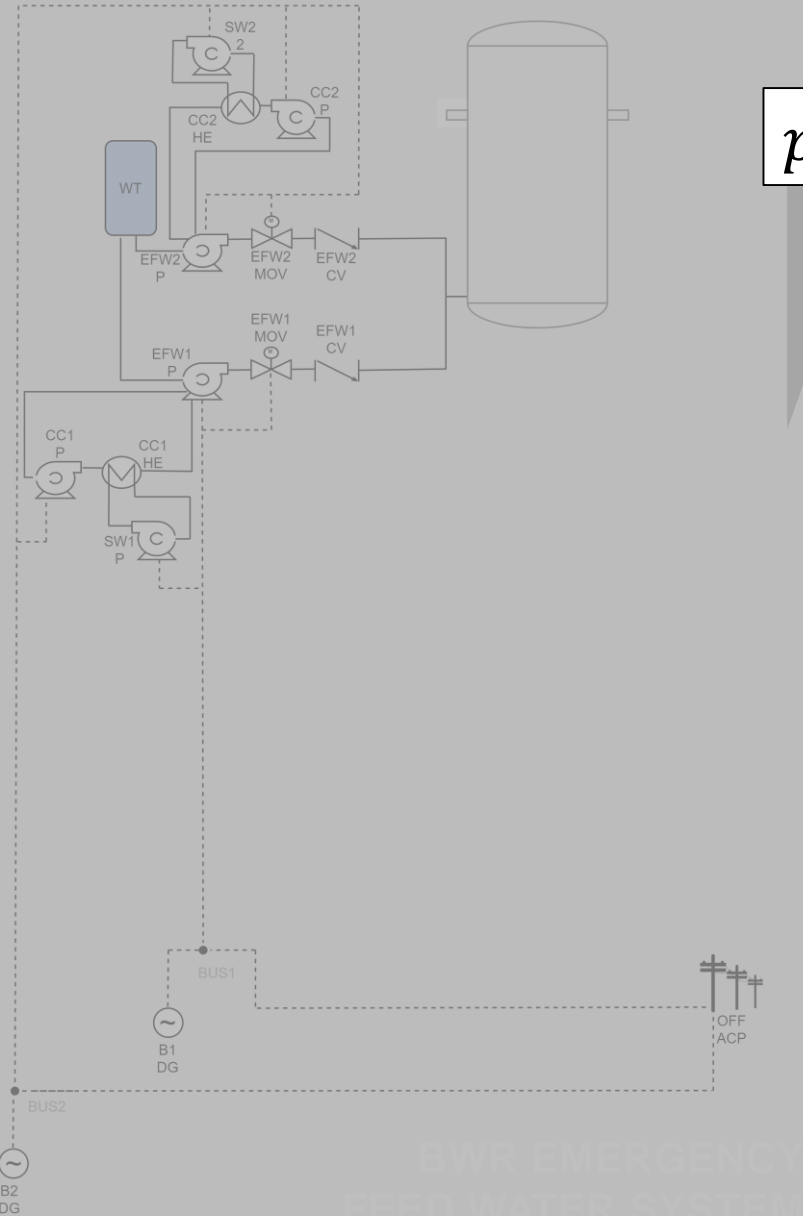 SW2
2
CC2
P
CC2
HE
WT
p
EFW2
P
EFW2
MOV
EFW2
CV
EFW1
MOV
EFW1
CV
EFW1
P
CC1
P
CC1
HE
SW1
P
BUS1
OFF
ACP
B1
DG
BUS2
BWR EMERGENCY
FEED WATER SYSTEM
B2
DG